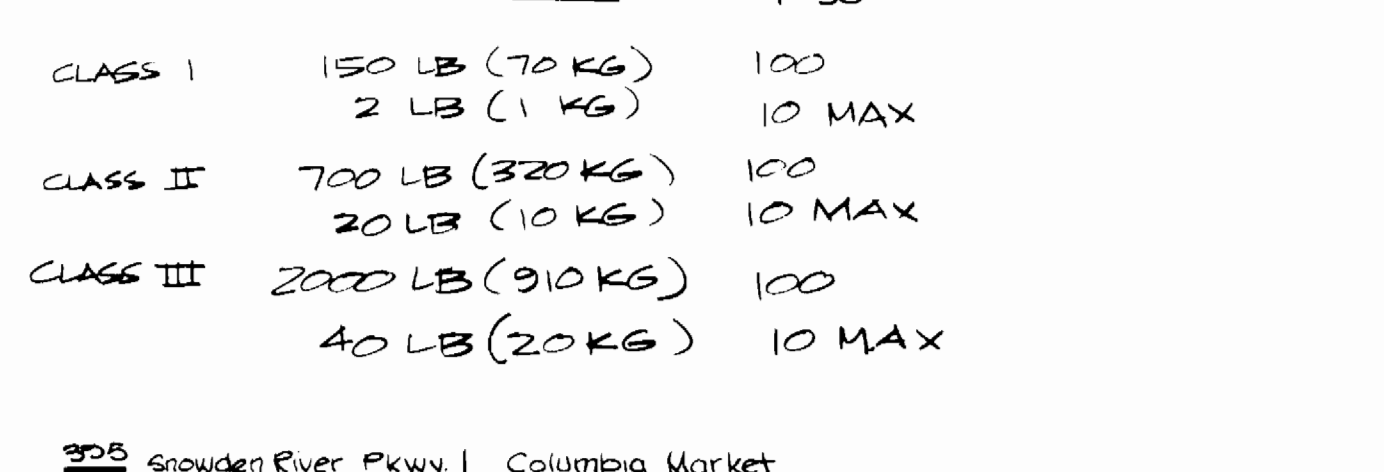 CLASS I 150 LB (70 KG) 100
2 LB (1 KG) 10 MAX
CLASS II 700 LB (320 KG) 100
20 LB (10 KG) 10 MAX
CLASS III 2000 LB (910 KG) 100
40 LB (20 KG) 10 MAX
Snowden River Pkwy. | Columbia Market